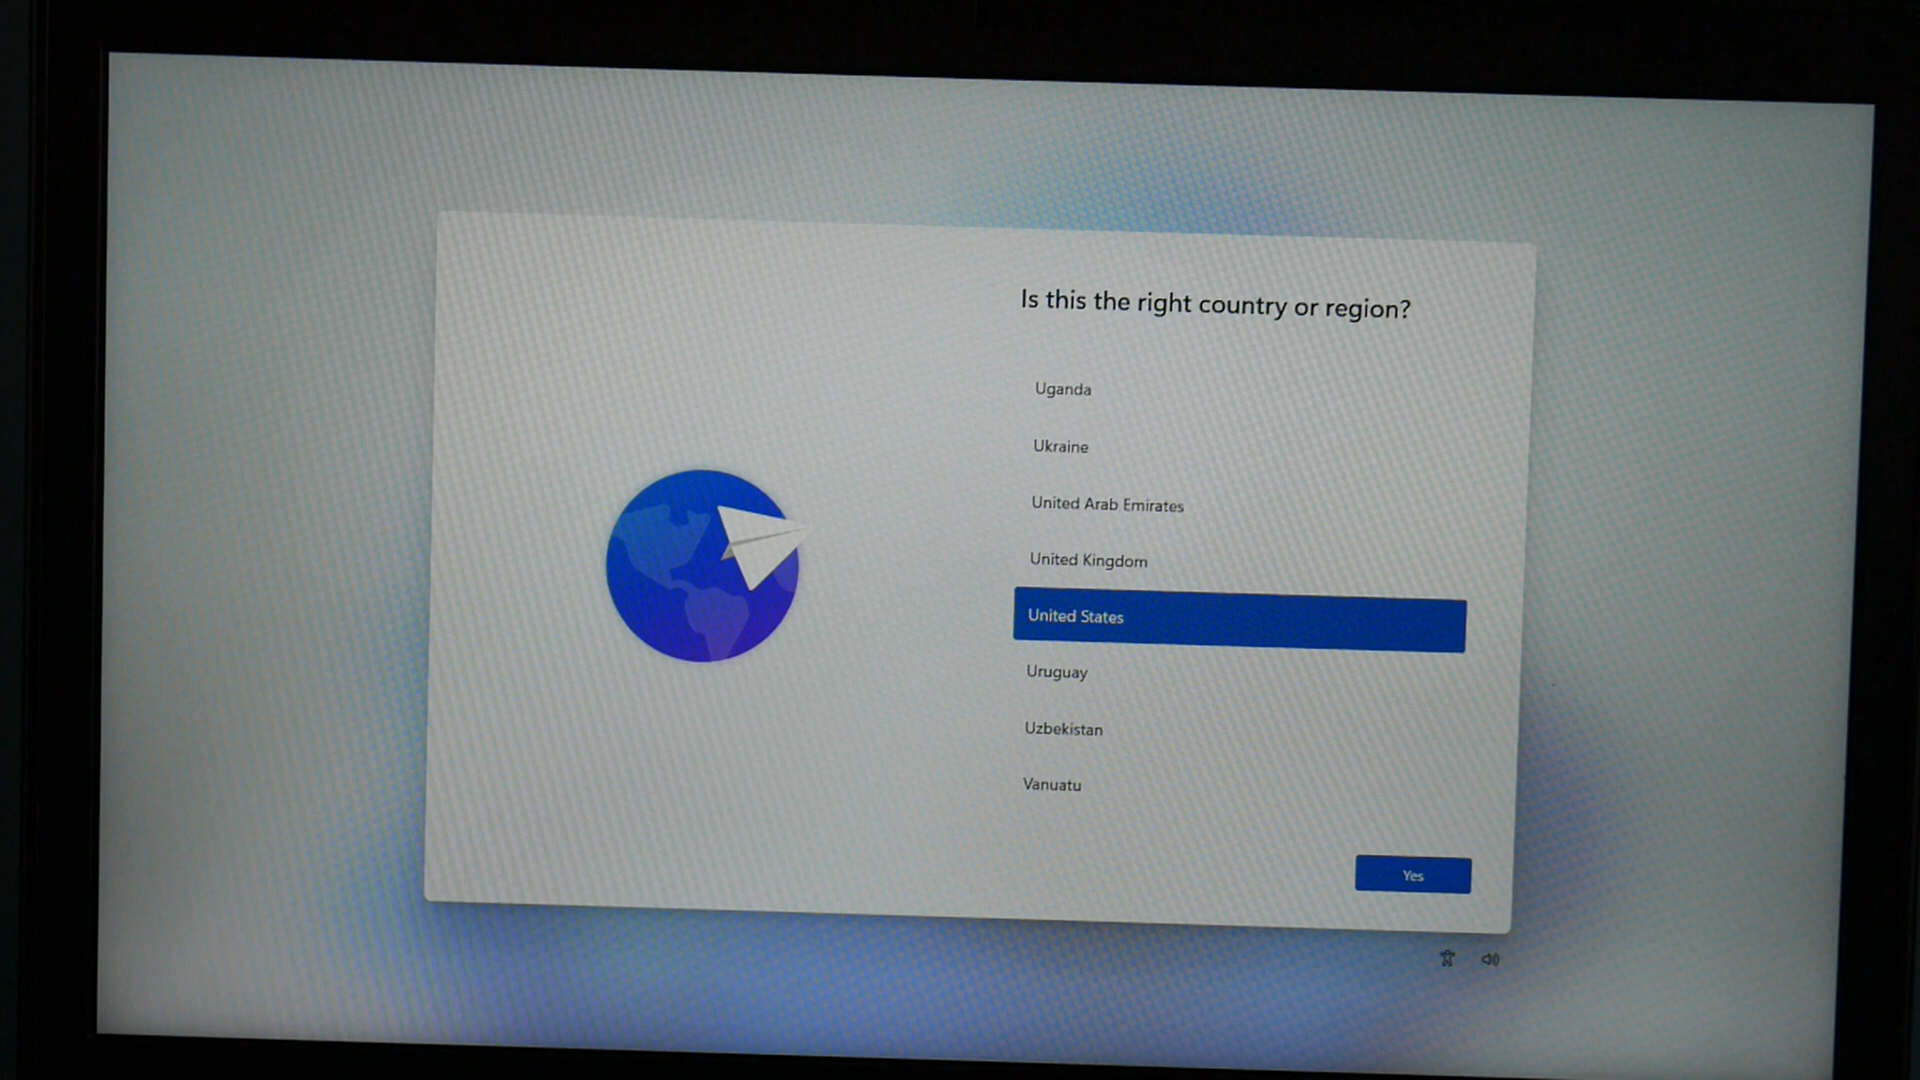 Is this the right country or region?
Uganda
Ukraine
United Arab Emirates
United Kingdom
United States
Uruguay
Uzbekistan
Vanuatu
Yes